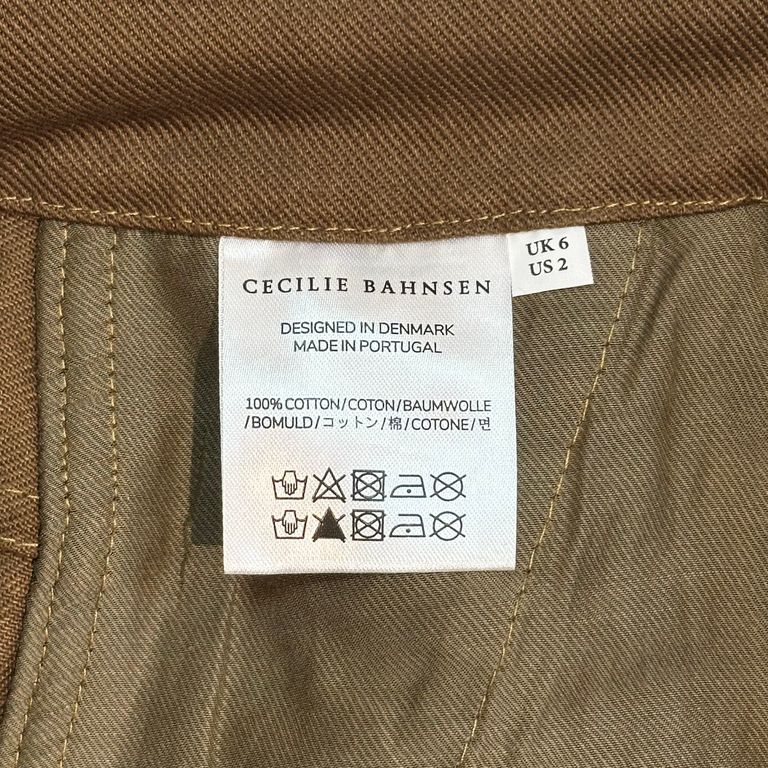 CECILIE BAHNSEN
UK 6
US 2
DESIGNED IN DENMARK
MADE IN PORTUGAL
100% COTTON/COTON/BAUMWOLLE
/BOMULD/コットン/棉/COTONE/면